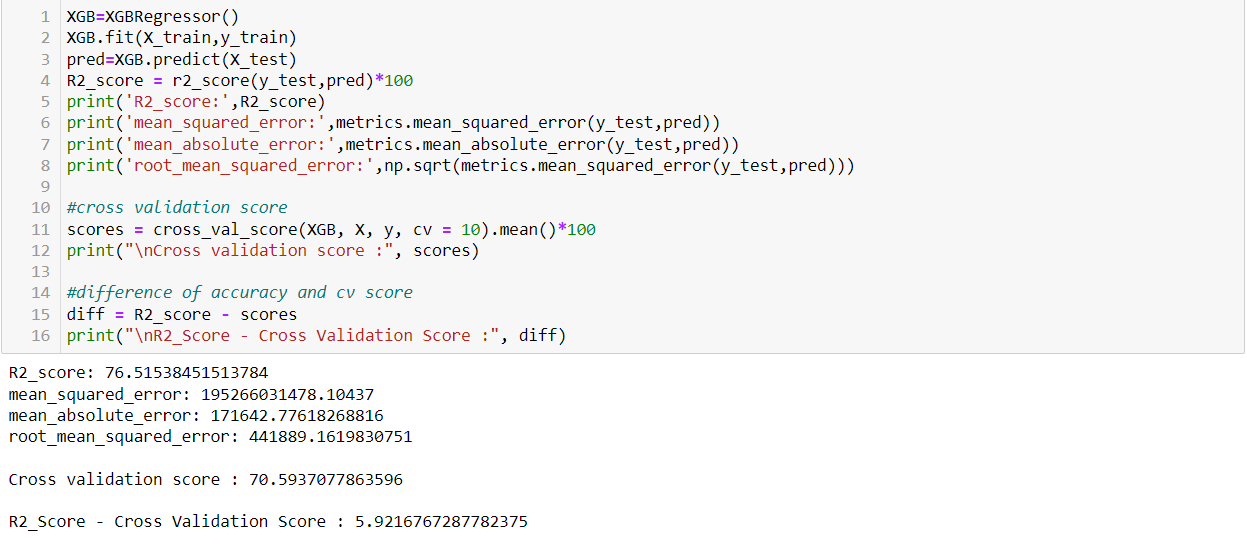 1 XGB=XGBRegressor()
2 XGB.fit(X_train,y_train)
3 pred=XGB.predict(X_test)
4 R2_score = r2_score(y_test,pred)*100
5 print('R2_score:',R2_score)
6 print('mean_squared_error:',metrics.mean_squared_error(y_test,pred))
7 print('mean_absolute_error:',metrics.mean_absolute_error(y_test,pred))
8 print('root_mean_squared_error:',np.sqrt(metrics.mean_squared_error(y_test,pred)))
9
10 #cross validation score
11 scores = cross_val_score(XGB, X, y, cv = 10).mean()*100
12 print("\nCross validation score :", scores)
13
14 #difference of accuracy and cv score
15 diff = R2_score - scores
16 print("\nR2_Score - Cross Validation Score :", diff)
R2_score: 76.51538451513784
mean_squared_error: 195266031478.10437
mean_absolute_error: 171642.77618268816
root_mean_squared_error: 441889.1619830751
Cross validation score : 70.5937077863596
R2_Score - Cross Validation Score : 5.9216767287782375